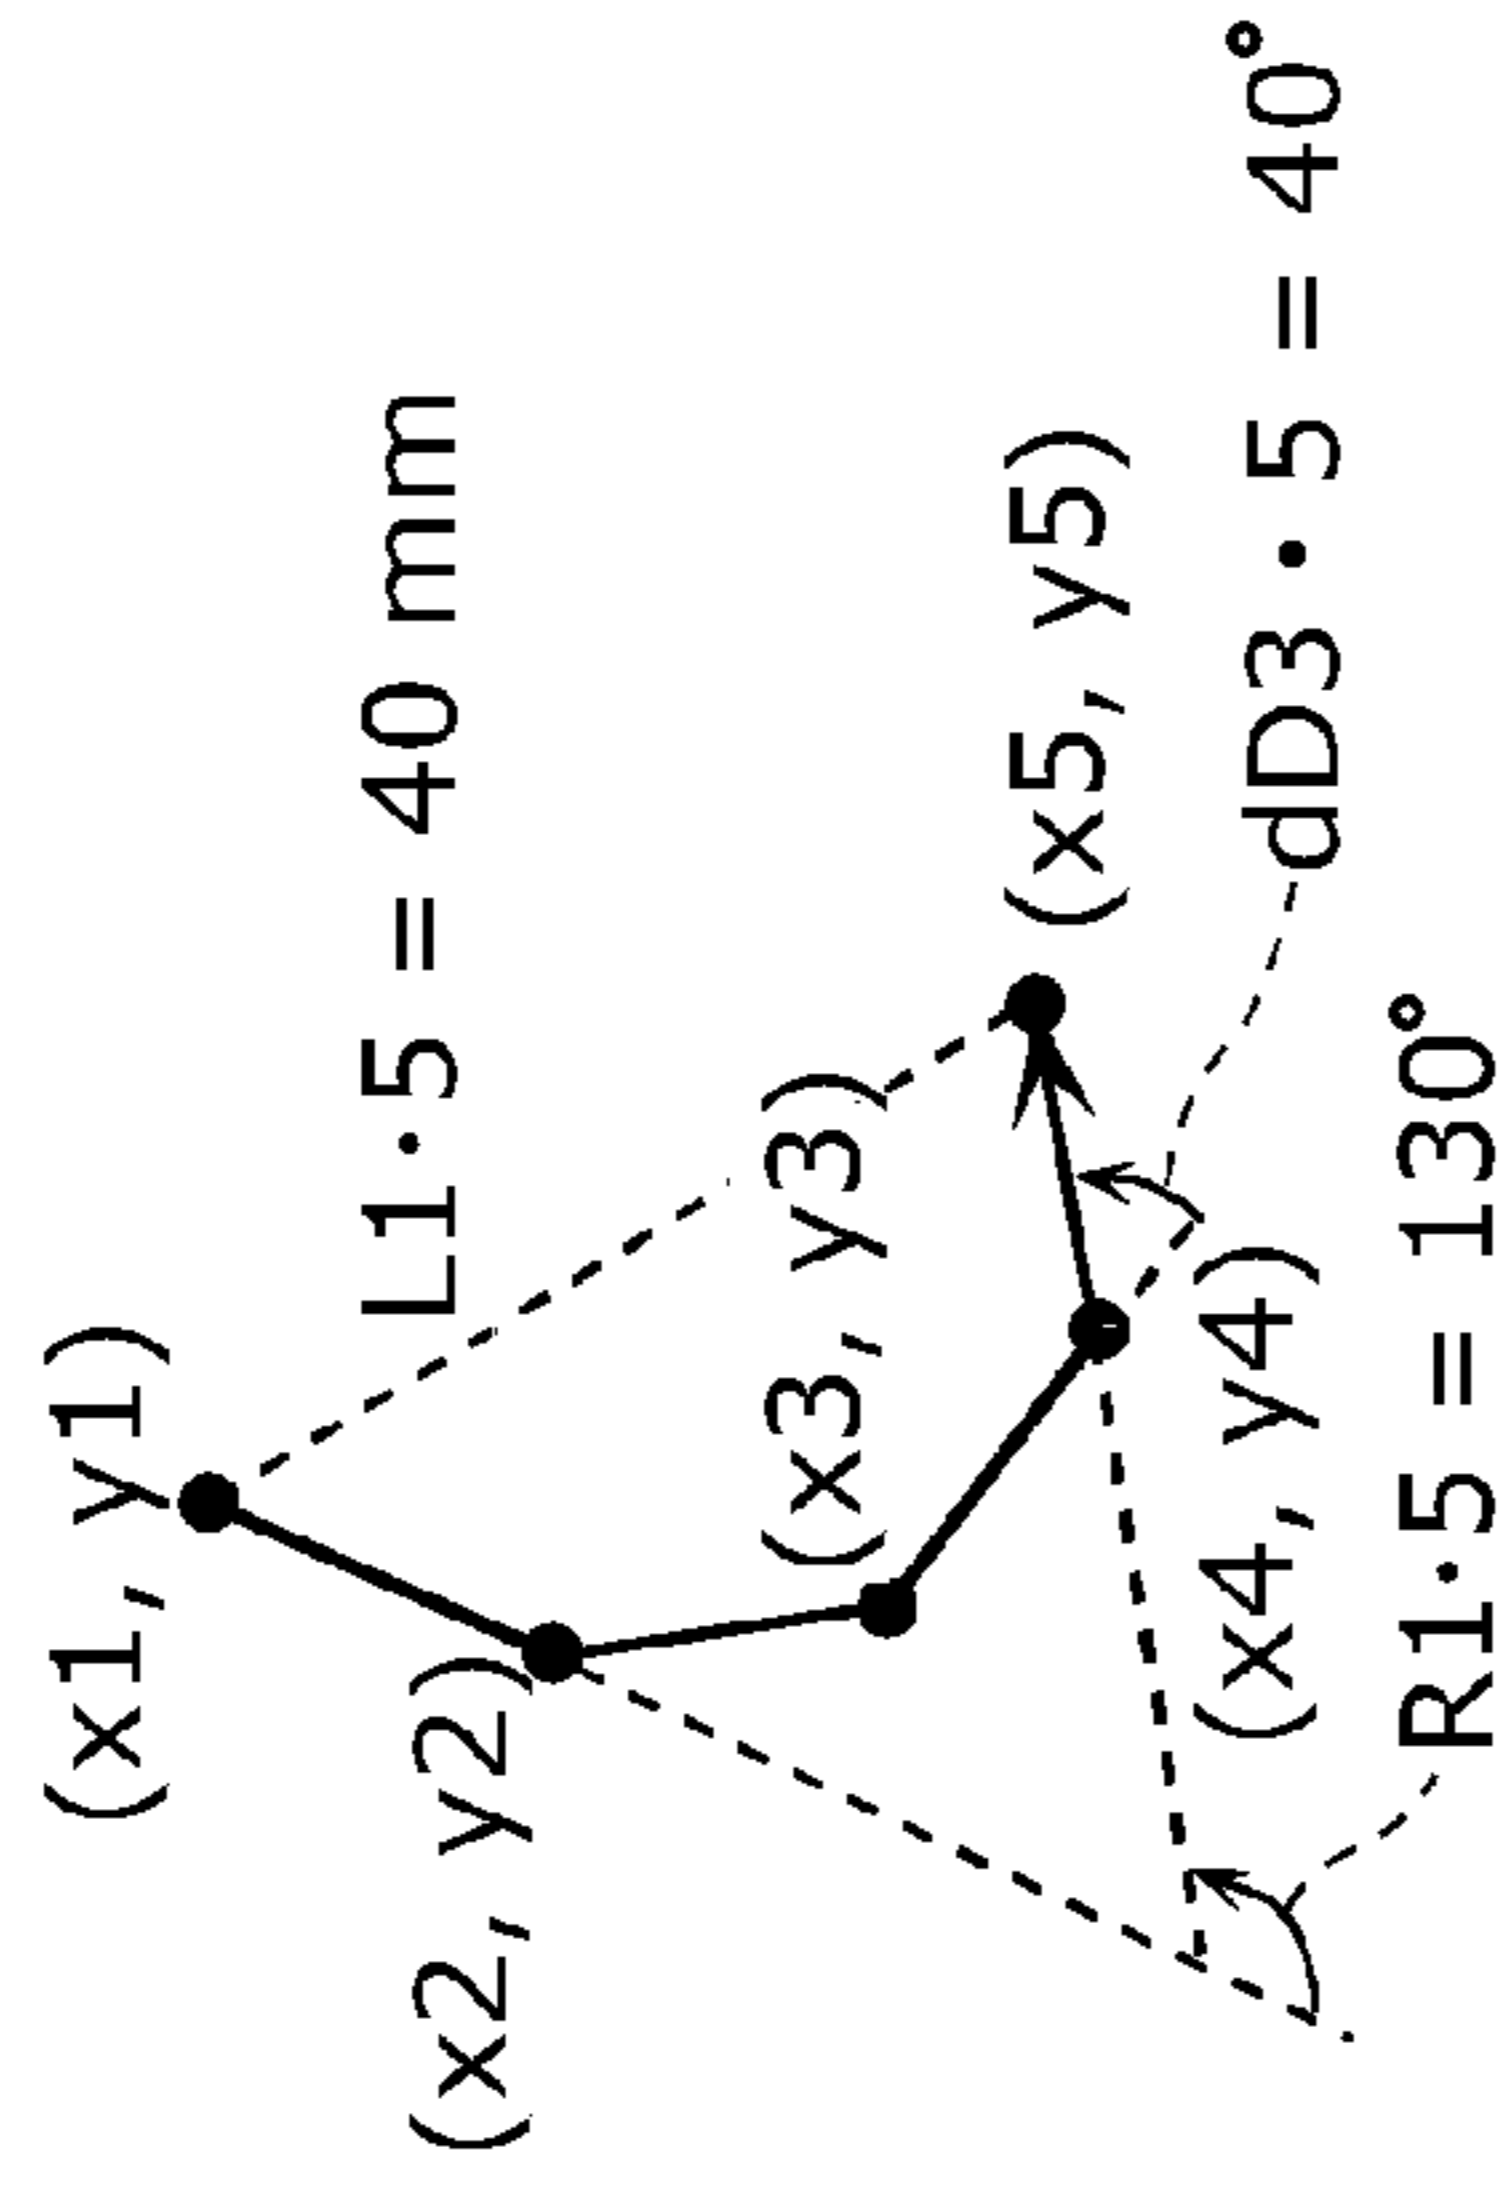 (x1, y1)
L1·5 = 40 mm
(x2, y2)
(x3, y3)
(x5, y5)
(x4, y4)
dD3·5 = 40°
R1·5 = 130°